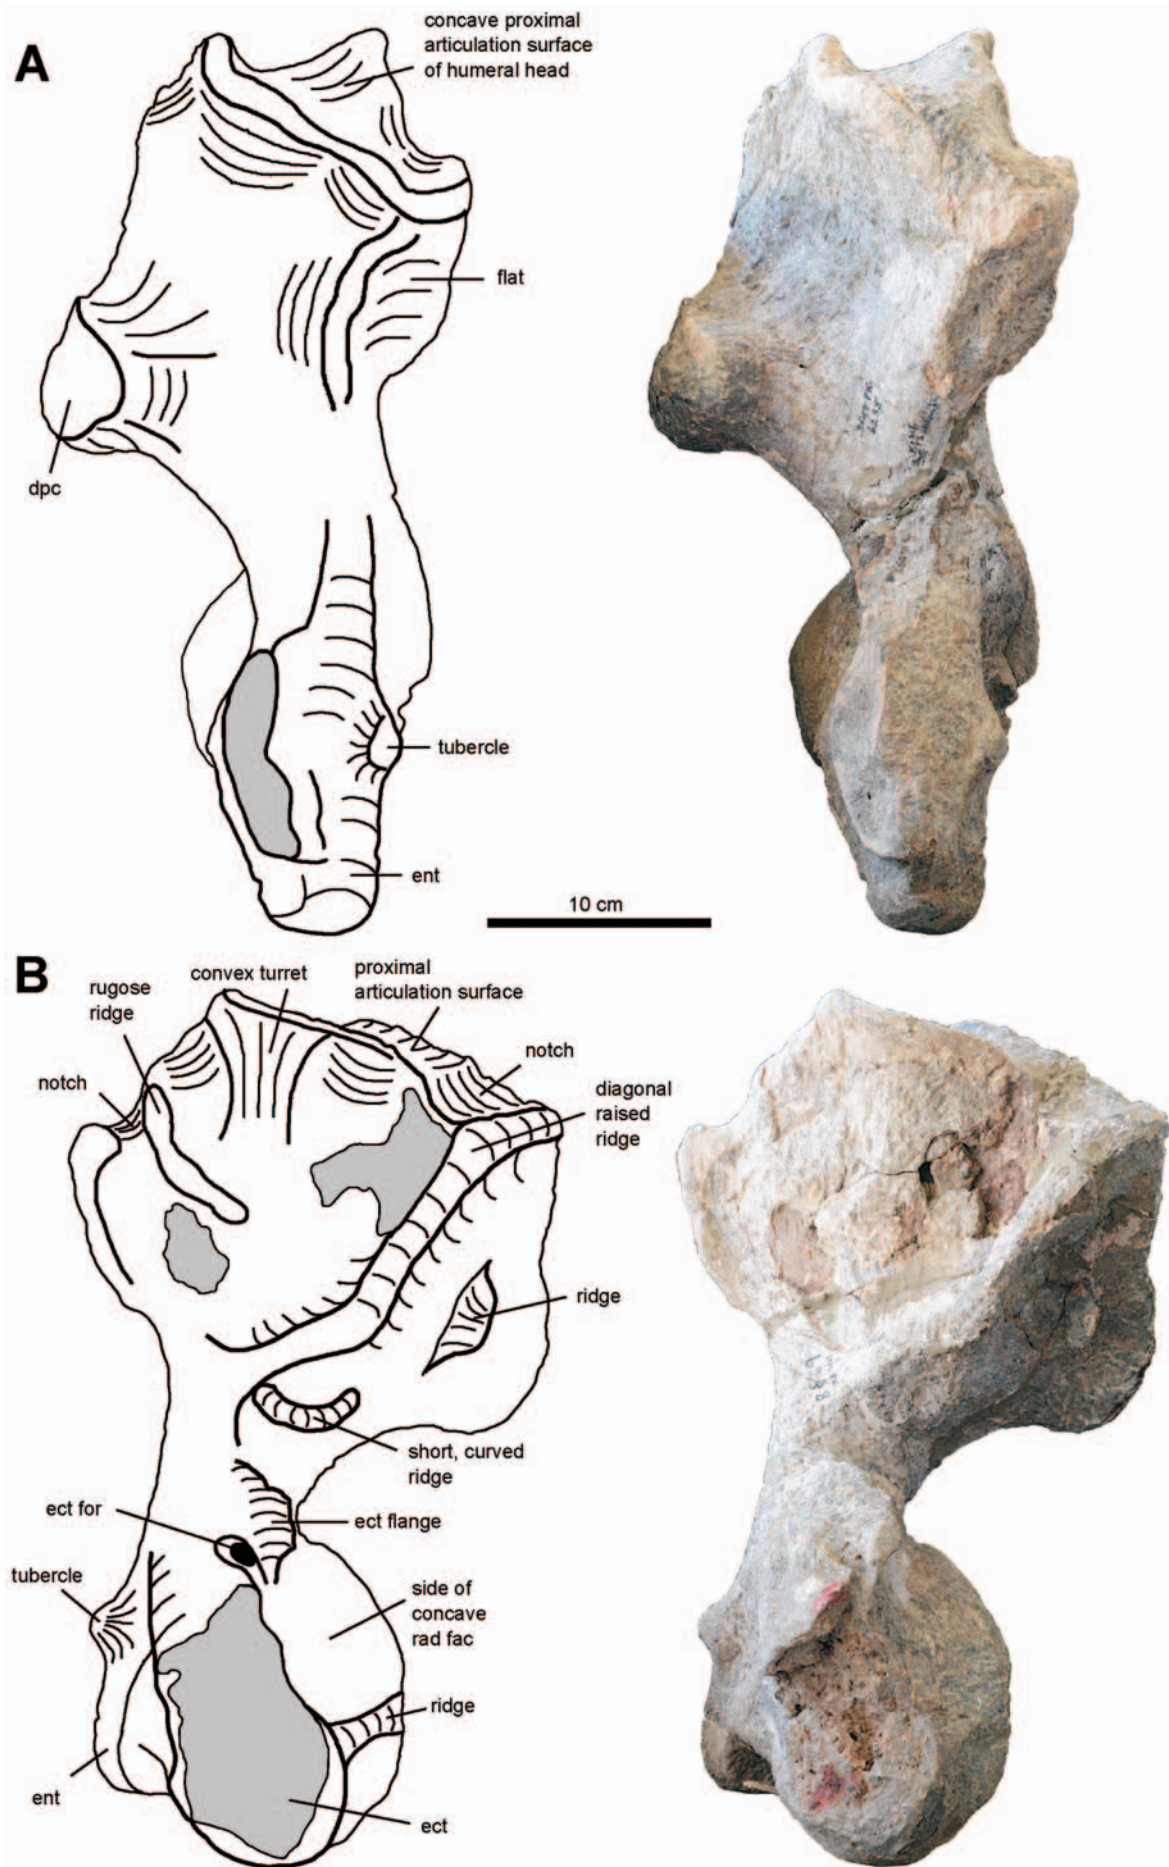 A
concave proximal
articulation surface
of humeral head
flat
dpc
tubercle
ent
10 cm
B
rugose
ridge
convex turret
proximal
articulation surface
notch
notch
diagonal
raised
ridge
ridge
short, curved
ridge
ect for
ect flange
tubercle
side of
concave
rad fac
ridge
ent
ect